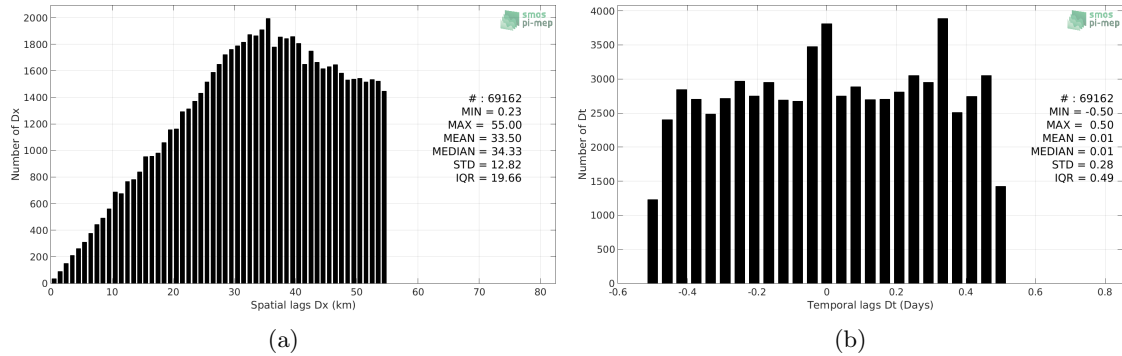 2000
1800
1600
1400
1200
1000
800
600
400
200
0
Number of Dx
0 10 20 30 40 50 60 70 80
Spatial lags Dx (km)
smos
pi-mep
# : 69162
MIN = 0.23
MAX = 55.00
MEAN = 33.50
MEDIAN = 34.33
STD = 12.82
IQR = 19.66
(a)
4000
3500
3000
2500
2000
1500
1000
500
0
Number of Dt
-0.6 -0.4 -0.2 0 0.2 0.4 0.6 0.8
Temporal lags Dt (Days)
smos
pi-mep
# : 69162
MIN = -0.50
MAX = 0.50
MEAN = 0.01
MEDIAN = 0.01
STD = 0.28
IQR = 0.49
(b)